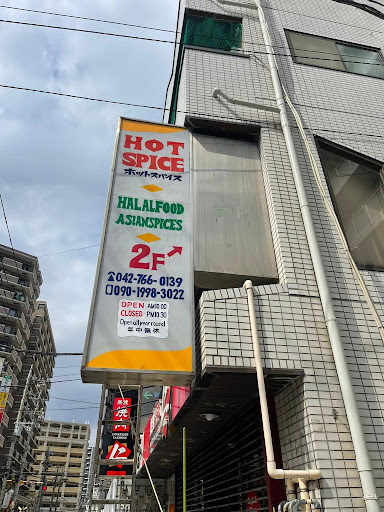 HOT
SPICE
ホットスパイス
HALALFOOD
ASIANSPICES
2F
☎042-766-0139
090-1998-3022
OPEN AM10:00
CLOSED PM10:30
Open all year round
年中無休